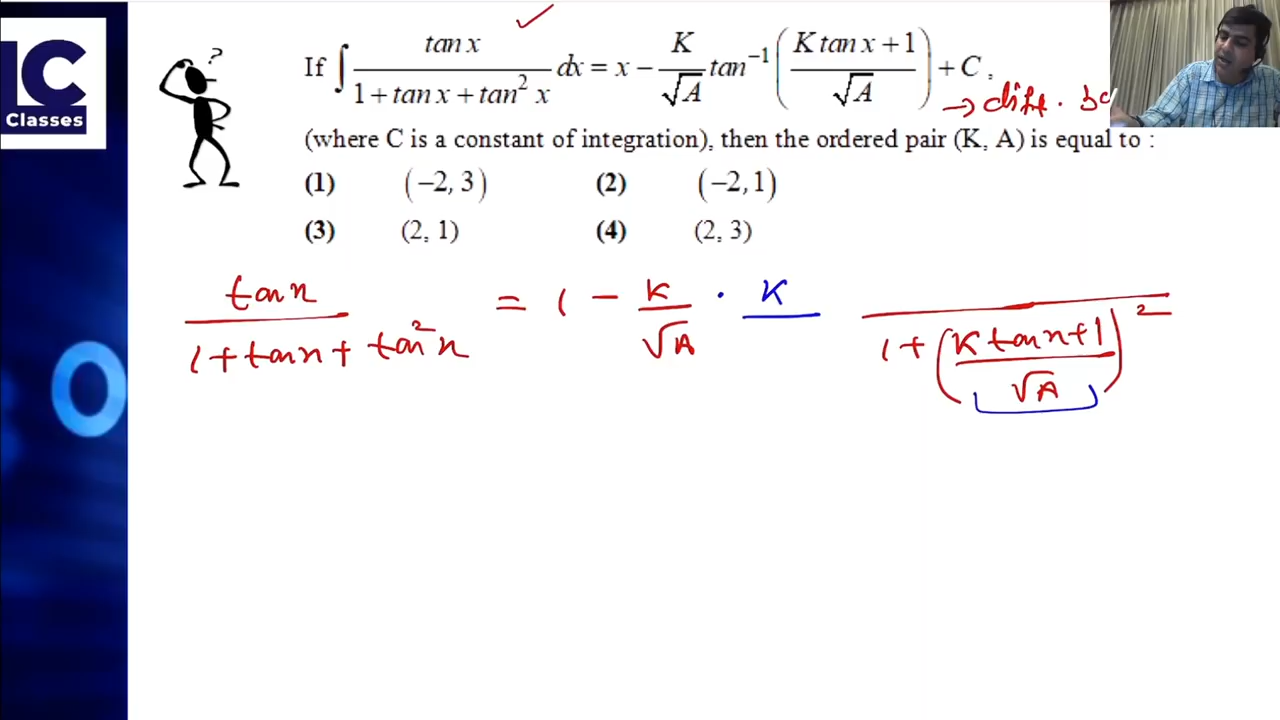 IC
Classes
?
If ∫ tan x / (1 + tan x + tan² x) dx = x − K/√A tan⁻¹ ((K tan x + 1)/√A) + C ,
→ diff.
(where C is a constant of integration), then the ordered pair (K, A) is equal to :
(1) (−2, 3) (2) (−2, 1)
(3) (2, 1) (4) (2, 3)
tan x / (1 + tan x + tan² x) = 1 − K/√A · K / 1 + ((K tan x + 1)/√A)²